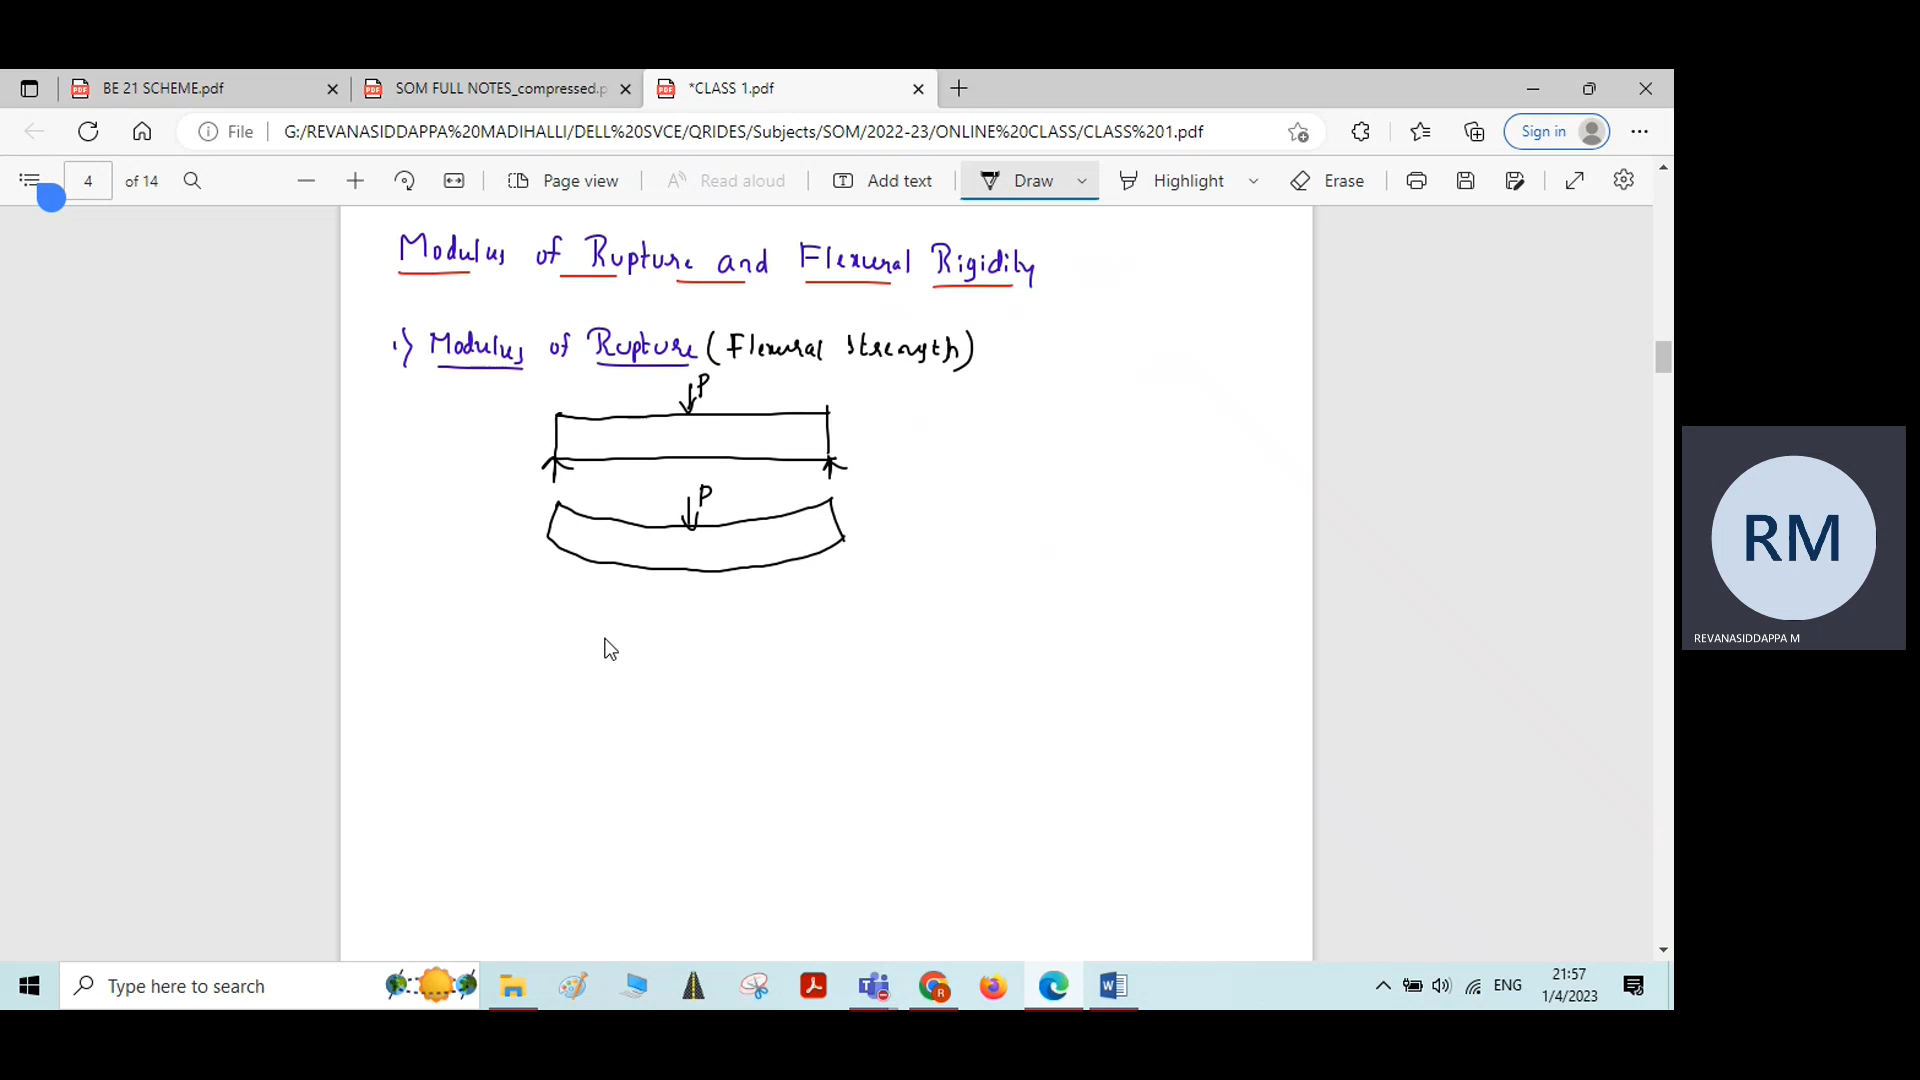 BE 21 SCHEME.pdf
SOM FULL NOTES_compressed.p
*CLASS 1.pdf
File
G:/REVANASIDDAPPA%20MADIHALLI/DELL%20SVCE/QRIDES/Subjects/SOM/2022-23/ONLINE%20CLASS/CLASS%201.pdf
Sign in
4 of 14
Page view
Read aloud
Add text
Draw
Highlight
Erase
Modulus of Rupture and Flexural Rigidity
1) Modulus of Rupture (Flexural Strength)
P
P
RM
REVANASIDDAPPA M
Type here to search
ENG
21:57
1/4/2023